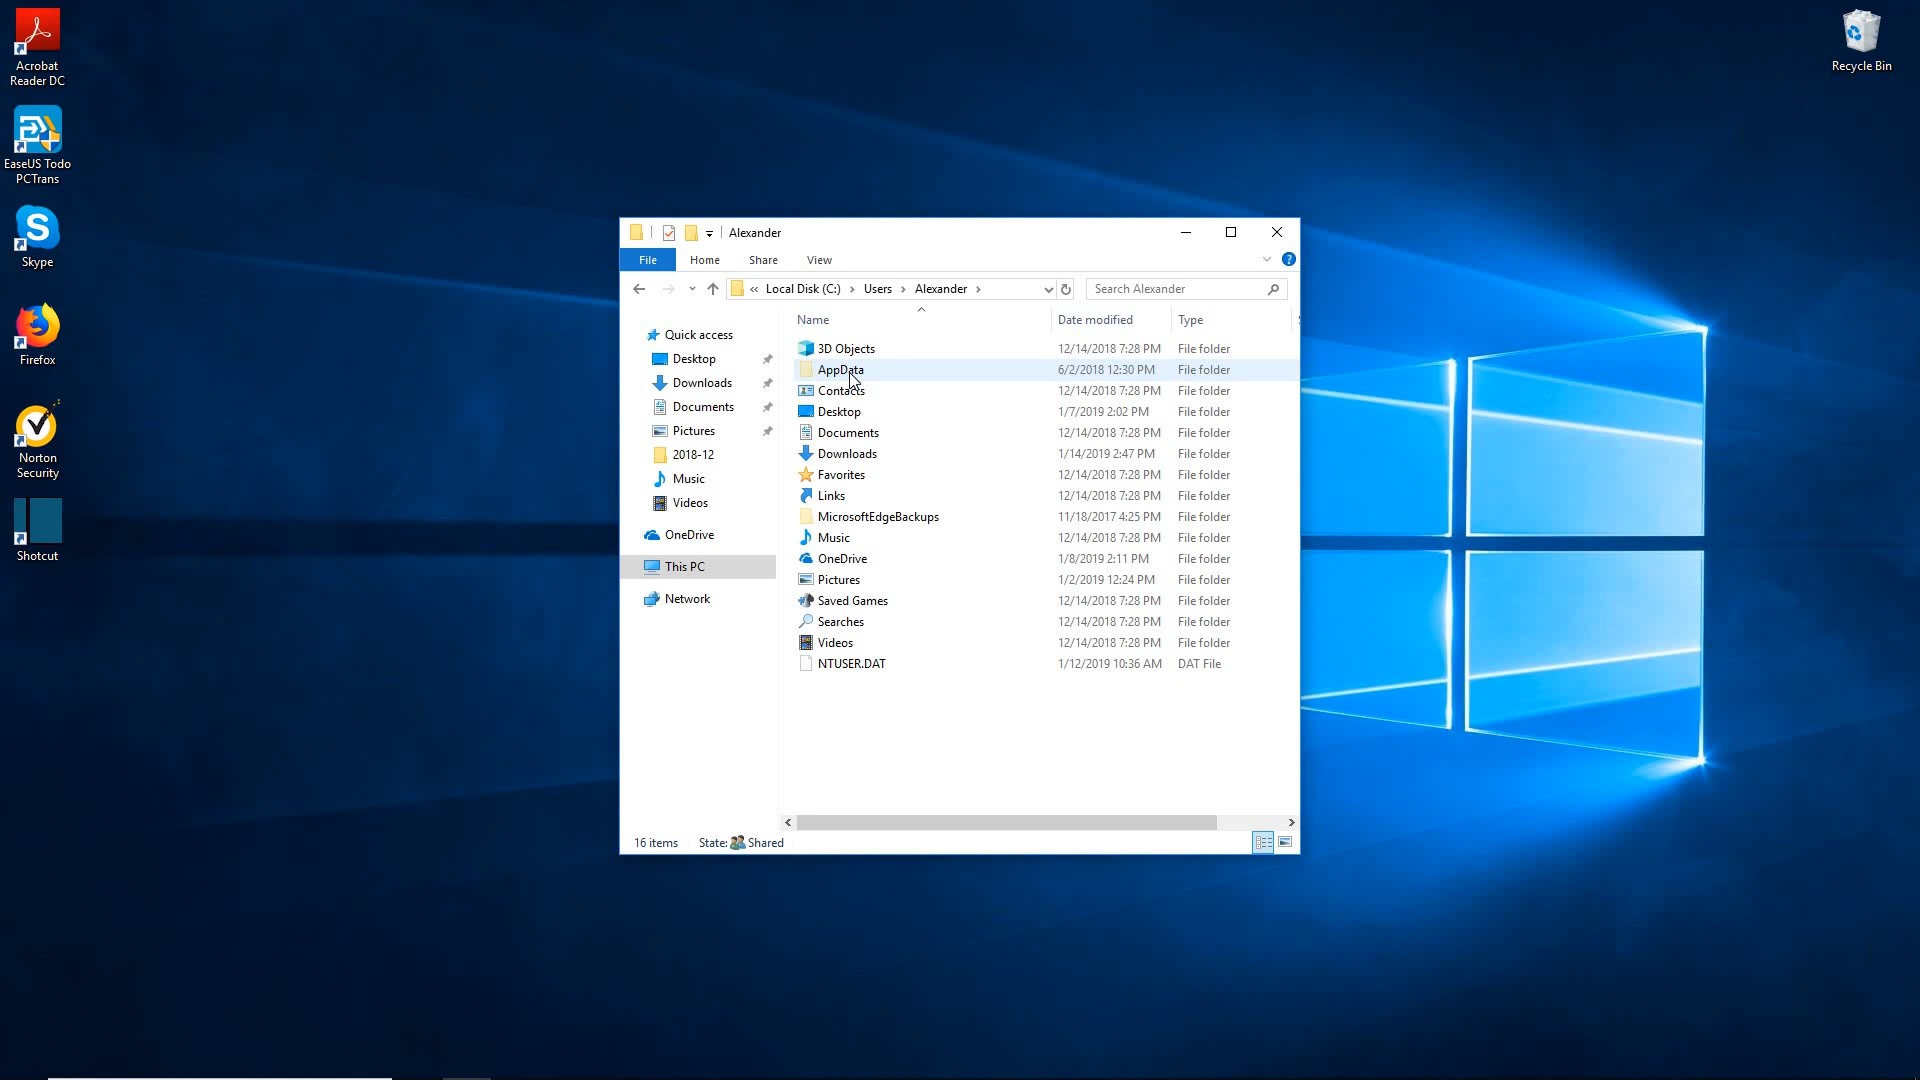 Acrobat
Reader DC
EaseUS Todo
PCTrans
Skype
Firefox
Norton
Security
Shotcut
Recycle Bin
Alexander
File Home Share View
« Local Disk (C:) › Users › Alexander ›
Search Alexander
Quick access
Desktop
Downloads
Documents
Pictures
2018-12
Music
Videos
OneDrive
This PC
Network
Name Date modified Type
3D Objects 12/14/2018 7:28 PM File folder
AppData 6/2/2018 12:30 PM File folder
Contacts 12/14/2018 7:28 PM File folder
Desktop 1/7/2019 2:02 PM File folder
Documents 12/14/2018 7:28 PM File folder
Downloads 1/14/2019 2:47 PM File folder
Favorites 12/14/2018 7:28 PM File folder
Links 12/14/2018 7:28 PM File folder
MicrosoftEdgeBackups 11/18/2017 4:25 PM File folder
Music 12/14/2018 7:28 PM File folder
OneDrive 1/8/2019 2:11 PM File folder
Pictures 1/2/2019 12:24 PM File folder
Saved Games 12/14/2018 7:28 PM File folder
Searches 12/14/2018 7:28 PM File folder
Videos 12/14/2018 7:28 PM File folder
NTUSER.DAT 1/12/2019 10:36 AM DAT File
16 items State: Shared